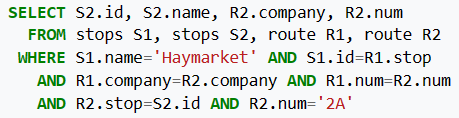 SELECT S2.id, S2.name, R2.company, R2.num
FROM stops S1, stops S2, route R1, route R2
WHERE S1.name='Haymarket' AND S1.id=R1.stop
AND R1.company=R2.company AND R1.num=R2.num
AND R2.stop=S2.id AND R2.num='2A'